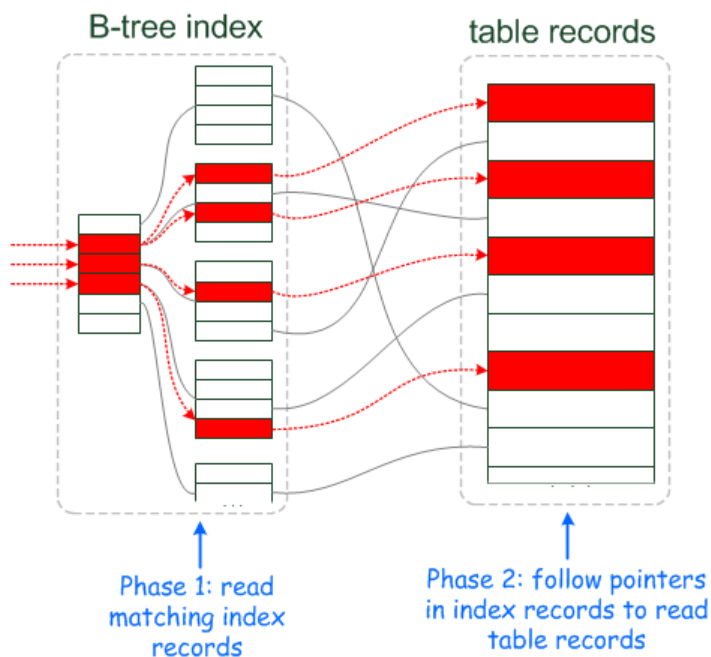 B-tree index
table records
...
. . .
Phase 1: read
matching index
records
Phase 2: follow pointers
in index records to read
table records